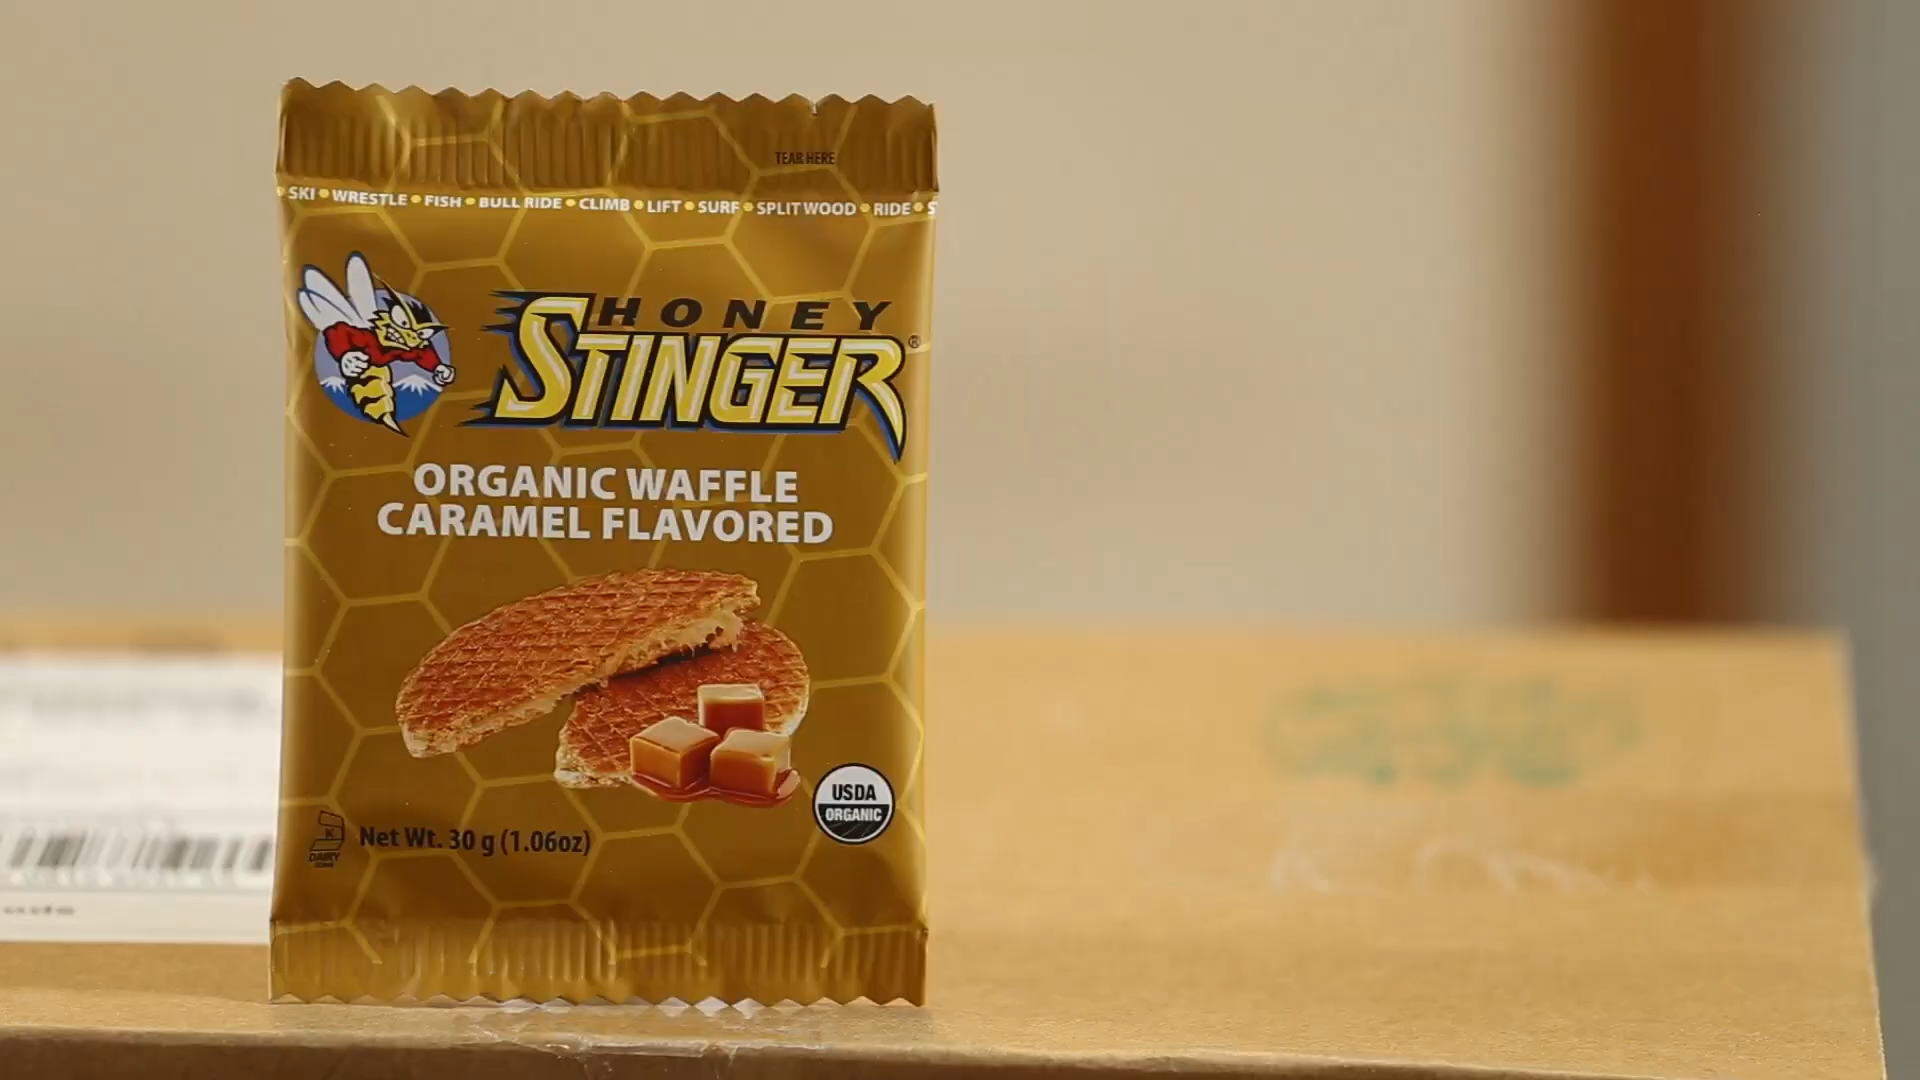 TEAR HERE
SKI • WRESTLE • FISH • BULL RIDE • CLIMB • LIFT • SURF • SPLIT WOOD • RIDE • S
HONEY
STINGER®
ORGANIC WAFFLE
CARAMEL FLAVORED
USDA
ORGANIC
K
DAIRY
Net Wt. 30 g (1.06oz)